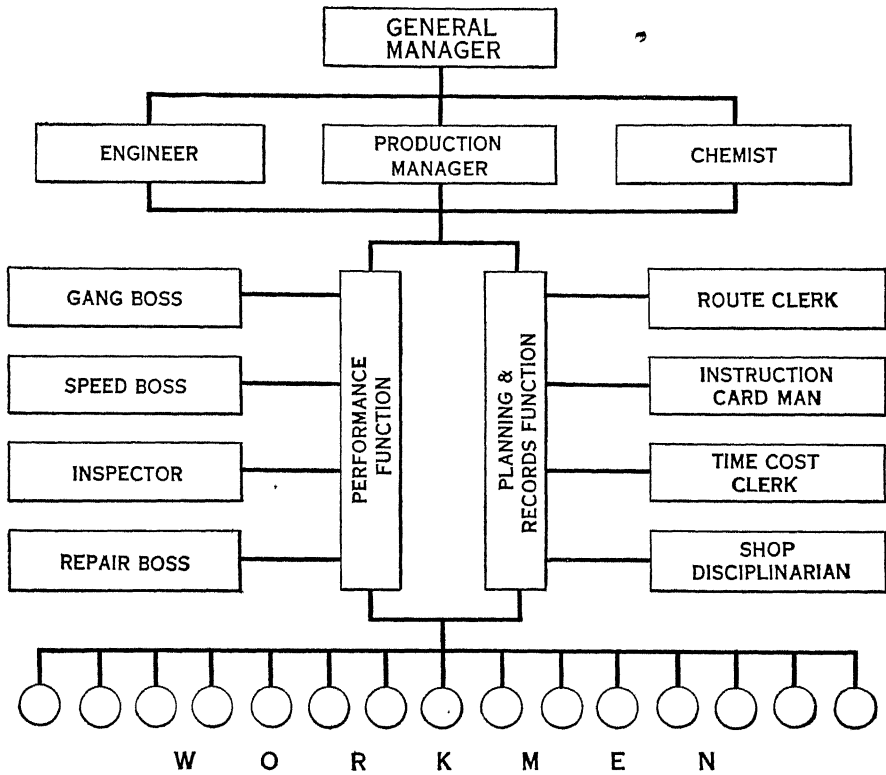 GENERAL
MANAGER
ENGINEER
PRODUCTION
MANAGER
CHEMIST
GANG BOSS
SPEED BOSS
INSPECTOR
REPAIR BOSS
PERFORMANCE
FUNCTION
PLANNING &
RECORDS FUNCTION
ROUTE CLERK
INSTRUCTION
CARD MAN
TIME COST
CLERK
SHOP
DISCIPLINARIAN
WORKMEN